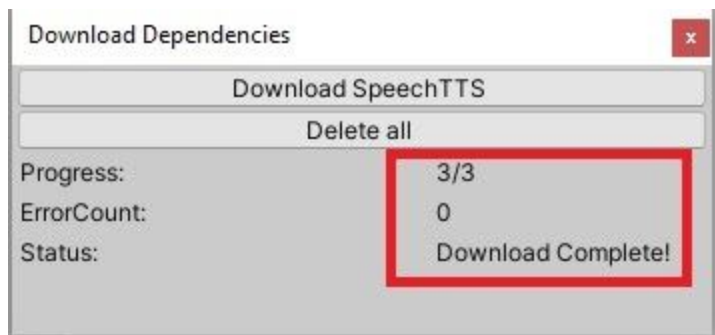 Download Dependencies
x
Download SpeechTTS
Delete all
Progress: 3/3
ErrorCount: 0
Status: Download Complete!